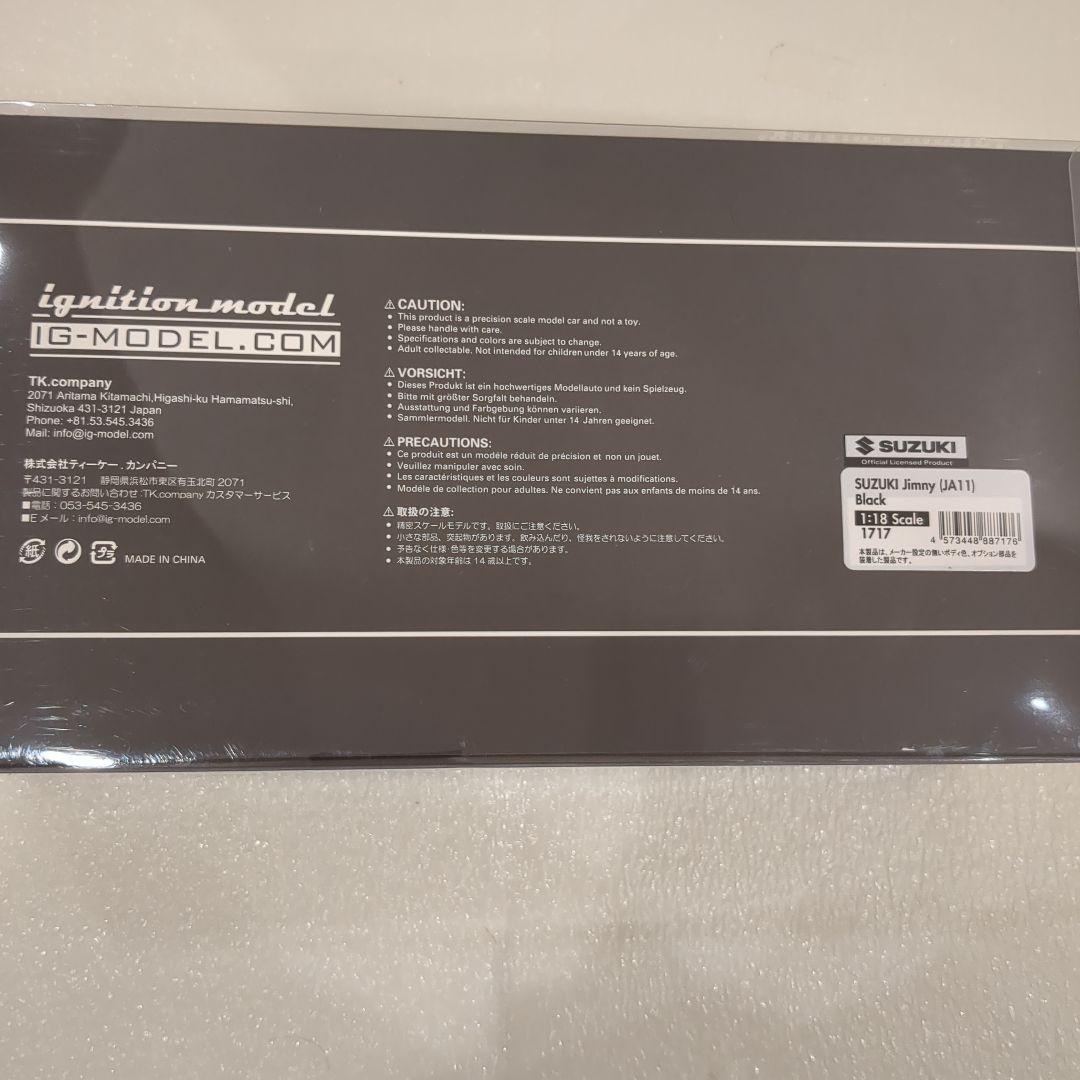 ignition model
IG-MODEL.COM
TK.company
2071 Aritama Kitamachi,Higashi-ku Hamamatsu-shi,
Shizuoka 431-3121 Japan
Phone: +81.53.545.3436
Mail: info@ig-model.com
株式会社ティーケー．カンパニー
〒431-3121 静岡県浜松市東区有玉北町 2071
製品に関するお問い合わせ：TK.company カスタマーサービス
■電話：053-545-3436
■E メール：info@ig-model.com
紙
プラ
MADE IN CHINA
⚠ CAUTION:
● This product is a precision scale model car and not a toy.
● Please handle with care.
● Specifications and colors are subject to change.
● Adult collectable. Not intended for children under 14 years of age.
⚠ VORSICHT:
● Dieses Produkt ist ein hochwertiges Modellauto und kein Spielzeug.
● Bitte mit größter Sorgfalt behandeln.
● Ausstattung und Farbgebung können variieren.
● Sammlermodell. Nicht für Kinder unter 14 Jahren geeignet.
⚠ PRECAUTIONS:
● Ce produit est un modéle réduit de précision et non un jouet.
● Veuillez manipuler avec soin.
● Les caractéristiques et les couleurs sont sujettes à modifications.
● Modéle de collection pour adultes. Ne convient pas aux enfants de moins de 14 ans.
⚠ 取扱の注意:
● 精密スケールモデルです。取扱にご注意ください。
● 小さな部品、突起物があります。飲み込んだり、怪我をされないように注意してください。
● 予告なく仕様・色等を変更する場合があります。
● 本製品の対象年齢は 14 歳以上です。
SUZUKI
Official Licensed Product
SUZUKI Jimny (JA11)
Black
1:18 Scale
1717
4 573448 887176
本製品は、メーカー設定の無いボディ色、オプション部品を
装着した製品です。